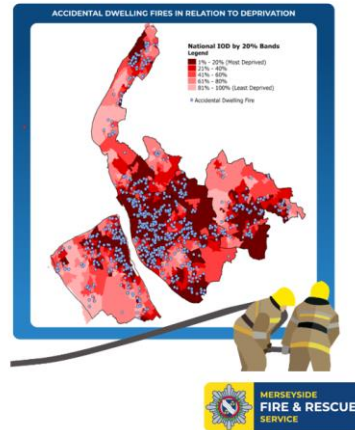 ACCIDENTAL DWELLING FIRES IN RELATION TO DEPRIVATION
National IOD by 20% Bands
Legend
1% - 20% (Most Deprived)
21% - 40%
41% - 60%
61% - 80%
81% - 100% (Least Deprived)
Accidental Dwelling Fire
MERSEYSIDE
FIRE & RESCUE
SERVICE